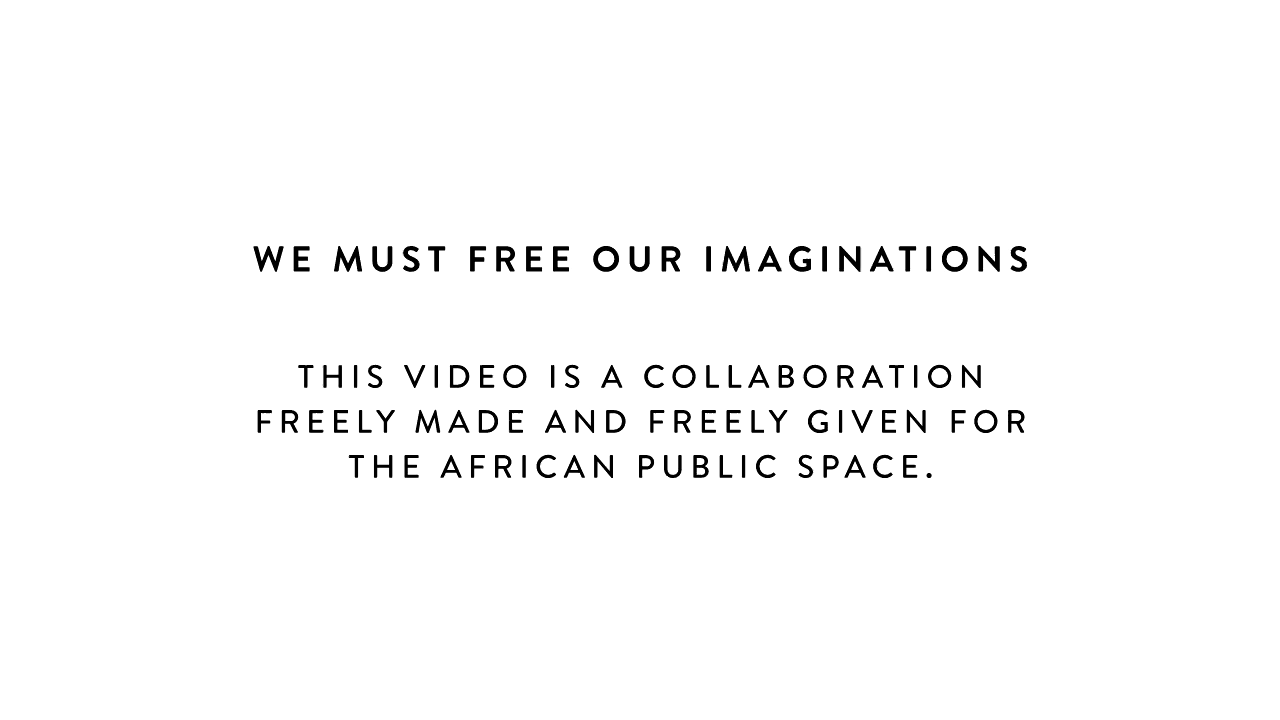 WE MUST FREE OUR IMAGINATIONS
THIS VIDEO IS A COLLABORATION
FREELY MADE AND FREELY GIVEN FOR
THE AFRICAN PUBLIC SPACE.